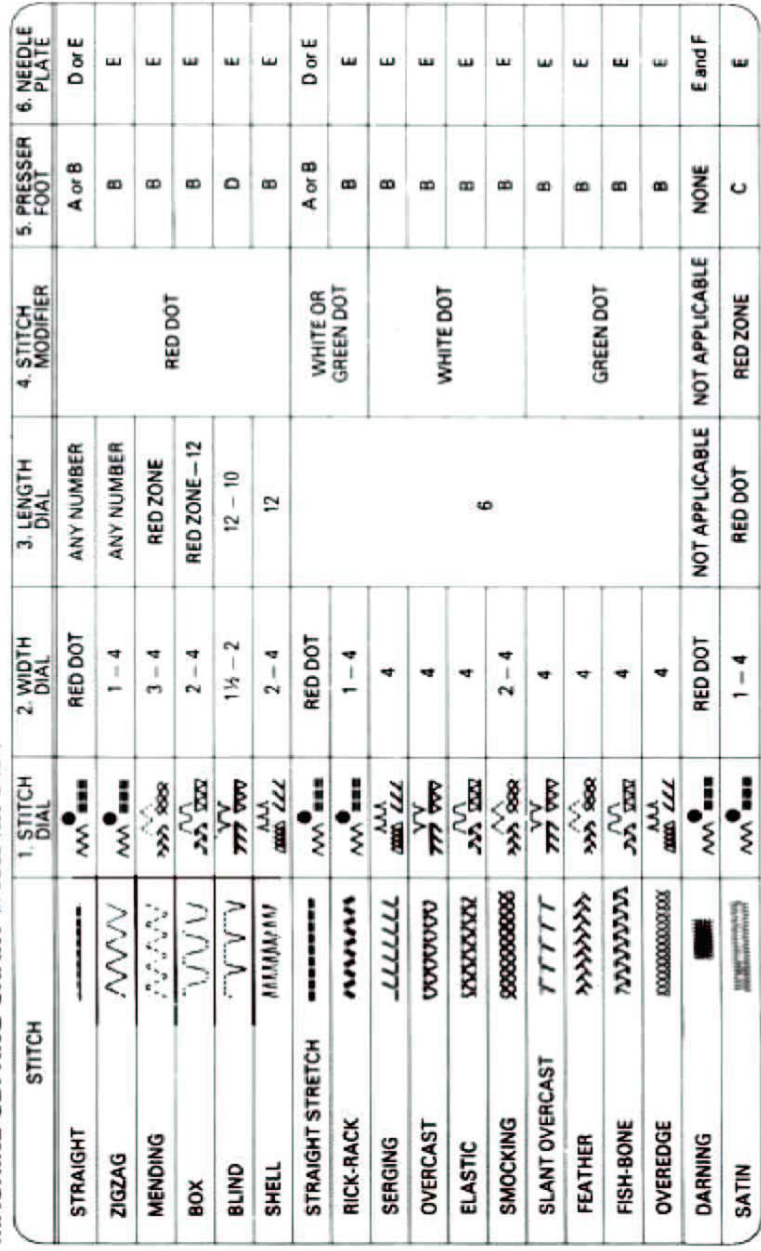 STITCH 1. STITCH DIAL 2. WIDTH DIAL 3. LENGTH DIAL 4. STITCH MODIFIER 5. PRESSER FOOT 6. NEEDLE PLATE
STRAIGHT RED DOT ANY NUMBER RED DOT A or B D or E
ZIGZAG 1 – 4 ANY NUMBER B E
MENDING 3 – 4 RED ZONE B E
BOX 2 – 4 RED ZONE–12 B E
BLIND 1½ – 2 12 – 10 D E
SHELL 2 – 4 12 B E
STRAIGHT STRETCH RED DOT 6 WHITE OR GREEN DOT A or B D or E
RICK-RACK 1 – 4 B E
SERGING 4 WHITE DOT B E
OVERCAST 4 B E
ELASTIC 4 B E
SMOCKING 2 – 4 B E
SLANT OVERCAST 4 GREEN DOT B E
FEATHER 4 B E
FISH-BONE 4 B E
OVEREDGE 4 B E
DARNING RED DOT NOT APPLICABLE NOT APPLICABLE NONE E and F
SATIN 1 – 4 RED DOT RED ZONE C E